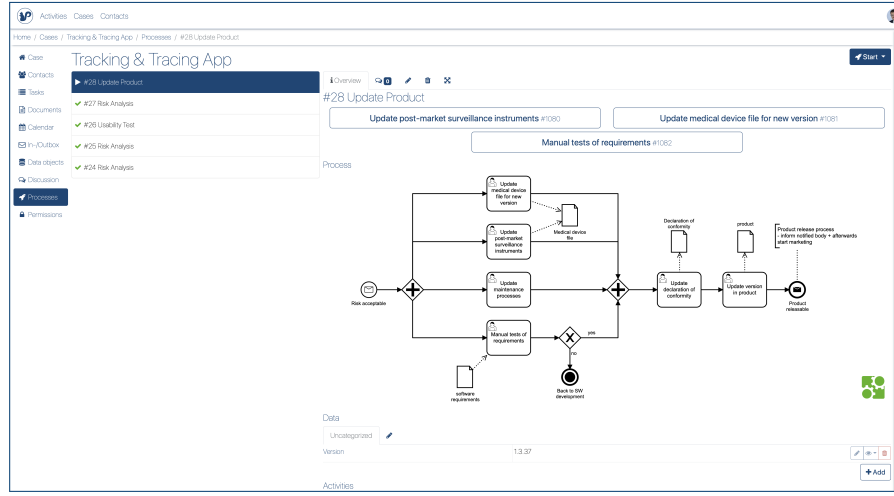 Activities Cases Contacts
Home / Cases / Tracking & Tracing App / Processes / #28 Update Product
Case
Contacts
Tasks
Documents
Calendar
In-/Outbox
Data objects
Discussion
Processes
Permissions
Tracking & Tracing App
Start
#28 Update Product
#27 Risk Analysis
#26 Usability Test
#25 Risk Analysis
#24 Risk Analysis
Overview 0
#28 Update Product
Update post-market surveillance instruments #1080
Update medical device file for new version #1081
Manual tests of requirements #1082
Process
Update
medical device
file for new
version
Medical device
file
Update
post-market
surveillance
instruments
Risk acceptable
Update
maintenance
processes
Manual tests of
requirements
software
requirements
yes
no
Back to SW
development
Declaration of
conformity
Update
declaration of
conformity
product
Update version
in product
Product release process
- inform notified body + afterwards
start marketing
Product
releasable
Data
Uncategorized
Version 1.3.37
Add
Activities